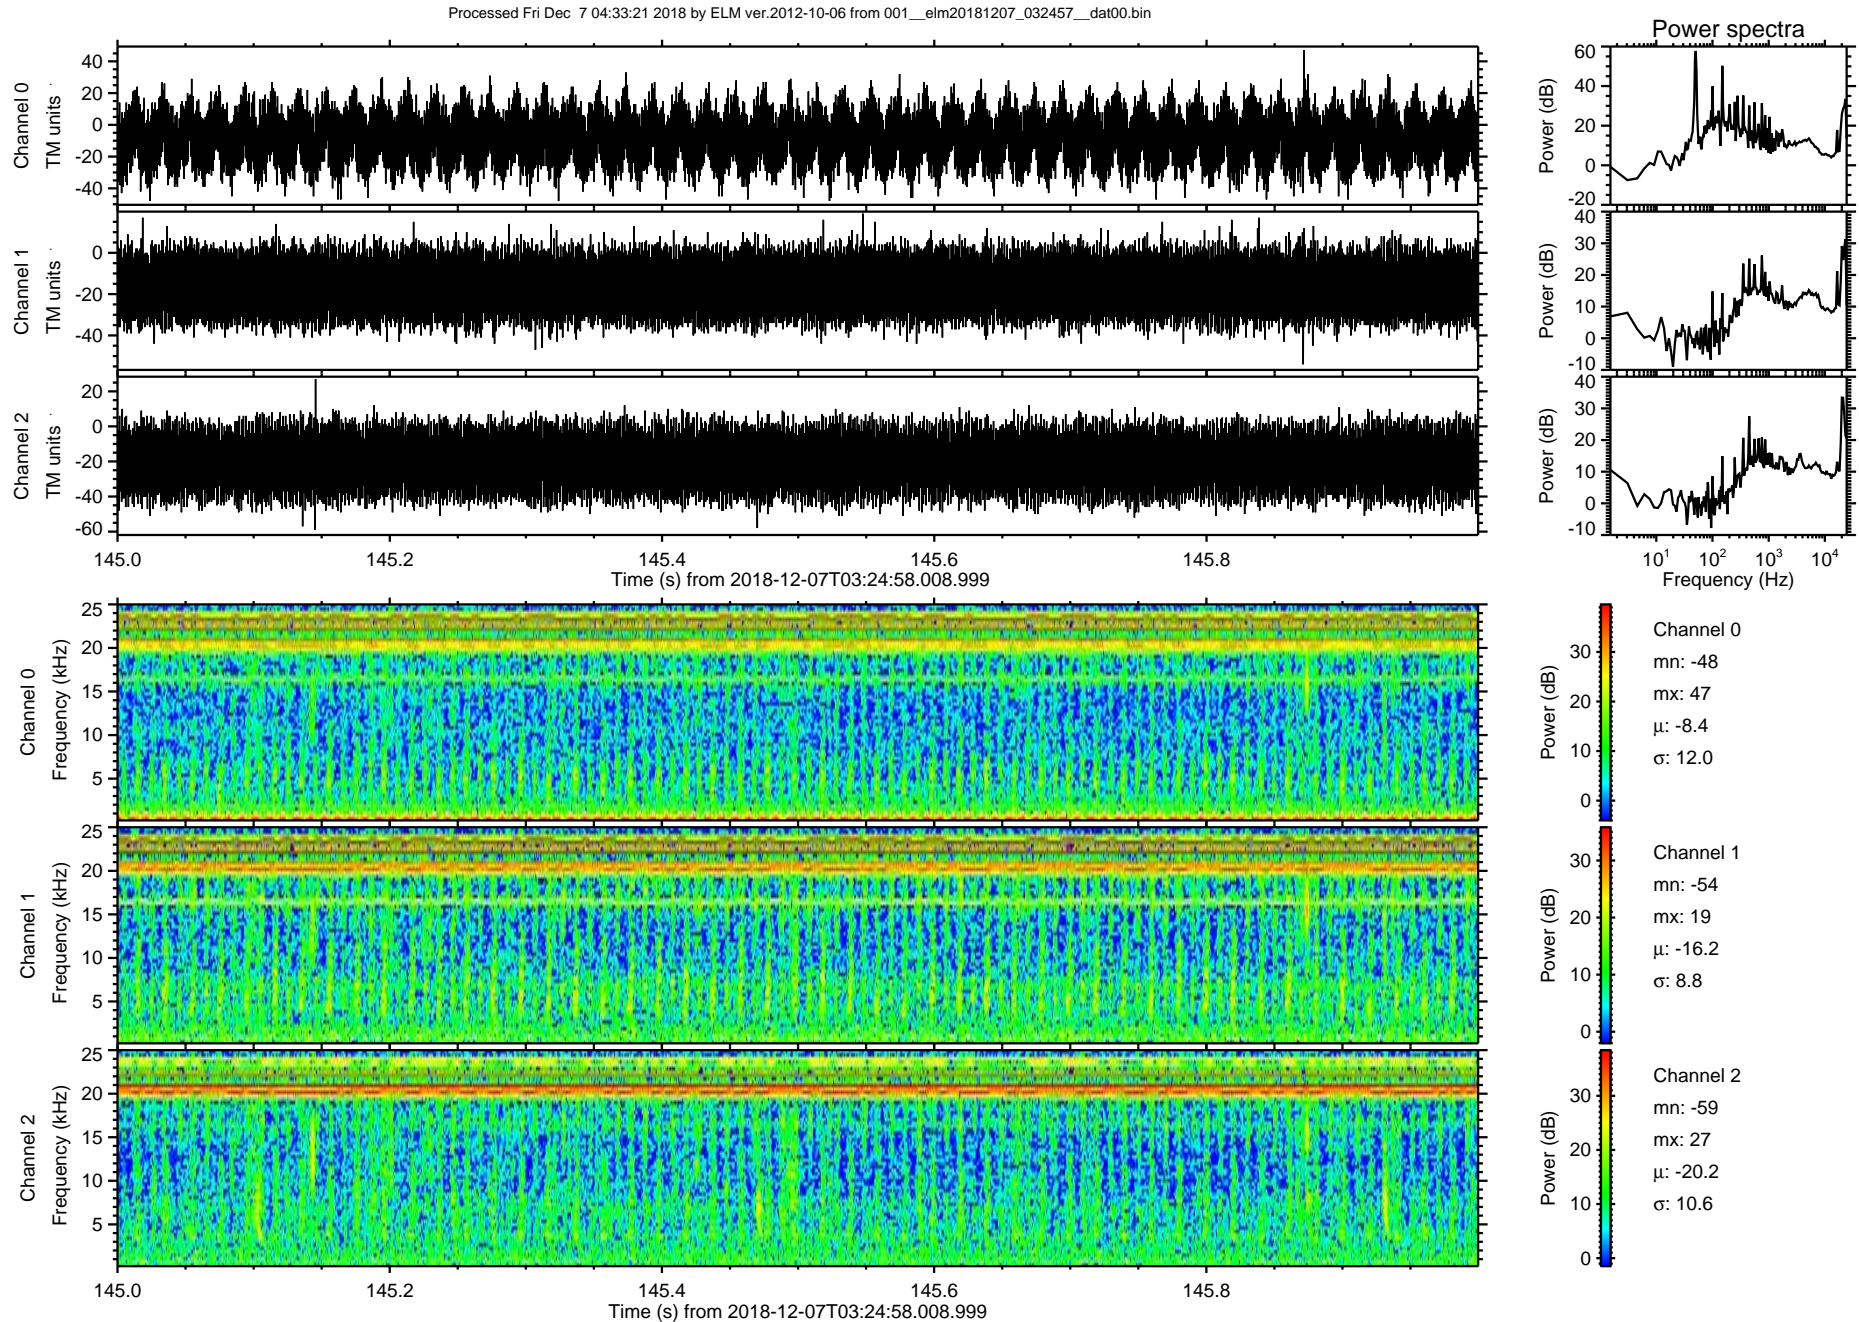 Processed Fri Dec  7 04:33:21 2018 by ELM ver.2012-10-06 from 001__elm20181207_032457__dat00.bin
Power spectra
Channel 0
TM units
40
20
0
-20
-40
Power (dB)
60
40
20
0
-20
Channel 1
TM units
0
-20
-40
Power (dB)
40
30
20
10
0
-10
Channel 2
TM units
20
0
-20
-40
-60
Power (dB)
40
30
20
10
0
-10
145.0 145.2 145.4 145.6 145.8
Time (s) from 2018-12-07T03:24:58.008.999
10¹ 10² 10³ 10⁴
Frequency (Hz)
Channel 0
Frequency (kHz)
25
20
15
10
5
Power (dB)
30
20
10
0
Channel 0
mn: -48
mx: 47
μ: -8.4
σ: 12.0
Channel 1
Frequency (kHz)
25
20
15
10
5
Power (dB)
30
20
10
0
Channel 1
mn: -54
mx: 19
μ: -16.2
σ: 8.8
Channel 2
Frequency (kHz)
25
20
15
10
5
Power (dB)
30
20
10
0
Channel 2
mn: -59
mx: 27
μ: -20.2
σ: 10.6
145.0 145.2 145.4 145.6 145.8
Time (s) from 2018-12-07T03:24:58.008.999